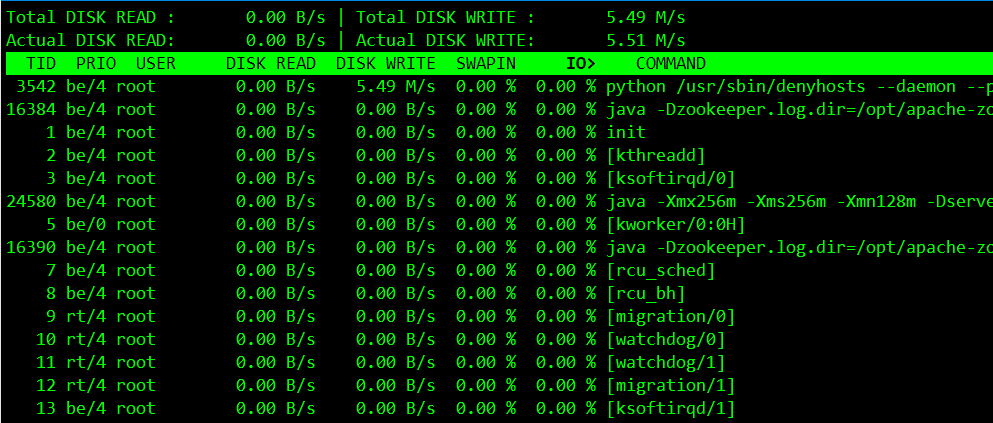 Total DISK READ :       0.00 B/s | Total DISK WRITE :       5.49 M/s
Actual DISK READ:       0.00 B/s | Actual DISK WRITE:       5.51 M/s
  TID  PRIO  USER     DISK READ  DISK WRITE  SWAPIN     IO>    COMMAND
 3542 be/4 root        0.00 B/s    5.49 M/s  0.00 %  0.00 % python /usr/sbin/denyhosts --daemon --p
16384 be/4 root        0.00 B/s    0.00 B/s  0.00 %  0.00 % java -Dzookeeper.log.dir=/opt/apache-zo
    1 be/4 root        0.00 B/s    0.00 B/s  0.00 %  0.00 % init
    2 be/4 root        0.00 B/s    0.00 B/s  0.00 %  0.00 % [kthreadd]
    3 be/4 root        0.00 B/s    0.00 B/s  0.00 %  0.00 % [ksoftirqd/0]
24580 be/4 root        0.00 B/s    0.00 B/s  0.00 %  0.00 % java -Xmx256m -Xms256m -Xmn128m -Dserve
    5 be/0 root        0.00 B/s    0.00 B/s  0.00 %  0.00 % [kworker/0:0H]
16390 be/4 root        0.00 B/s    0.00 B/s  0.00 %  0.00 % java -Dzookeeper.log.dir=/opt/apache-zo
    7 be/4 root        0.00 B/s    0.00 B/s  0.00 %  0.00 % [rcu_sched]
    8 be/4 root        0.00 B/s    0.00 B/s  0.00 %  0.00 % [rcu_bh]
    9 rt/4 root        0.00 B/s    0.00 B/s  0.00 %  0.00 % [migration/0]
   10 rt/4 root        0.00 B/s    0.00 B/s  0.00 %  0.00 % [watchdog/0]
   11 rt/4 root        0.00 B/s    0.00 B/s  0.00 %  0.00 % [watchdog/1]
   12 rt/4 root        0.00 B/s    0.00 B/s  0.00 %  0.00 % [migration/1]
   13 be/4 root        0.00 B/s    0.00 B/s  0.00 %  0.00 % [ksoftirqd/1]